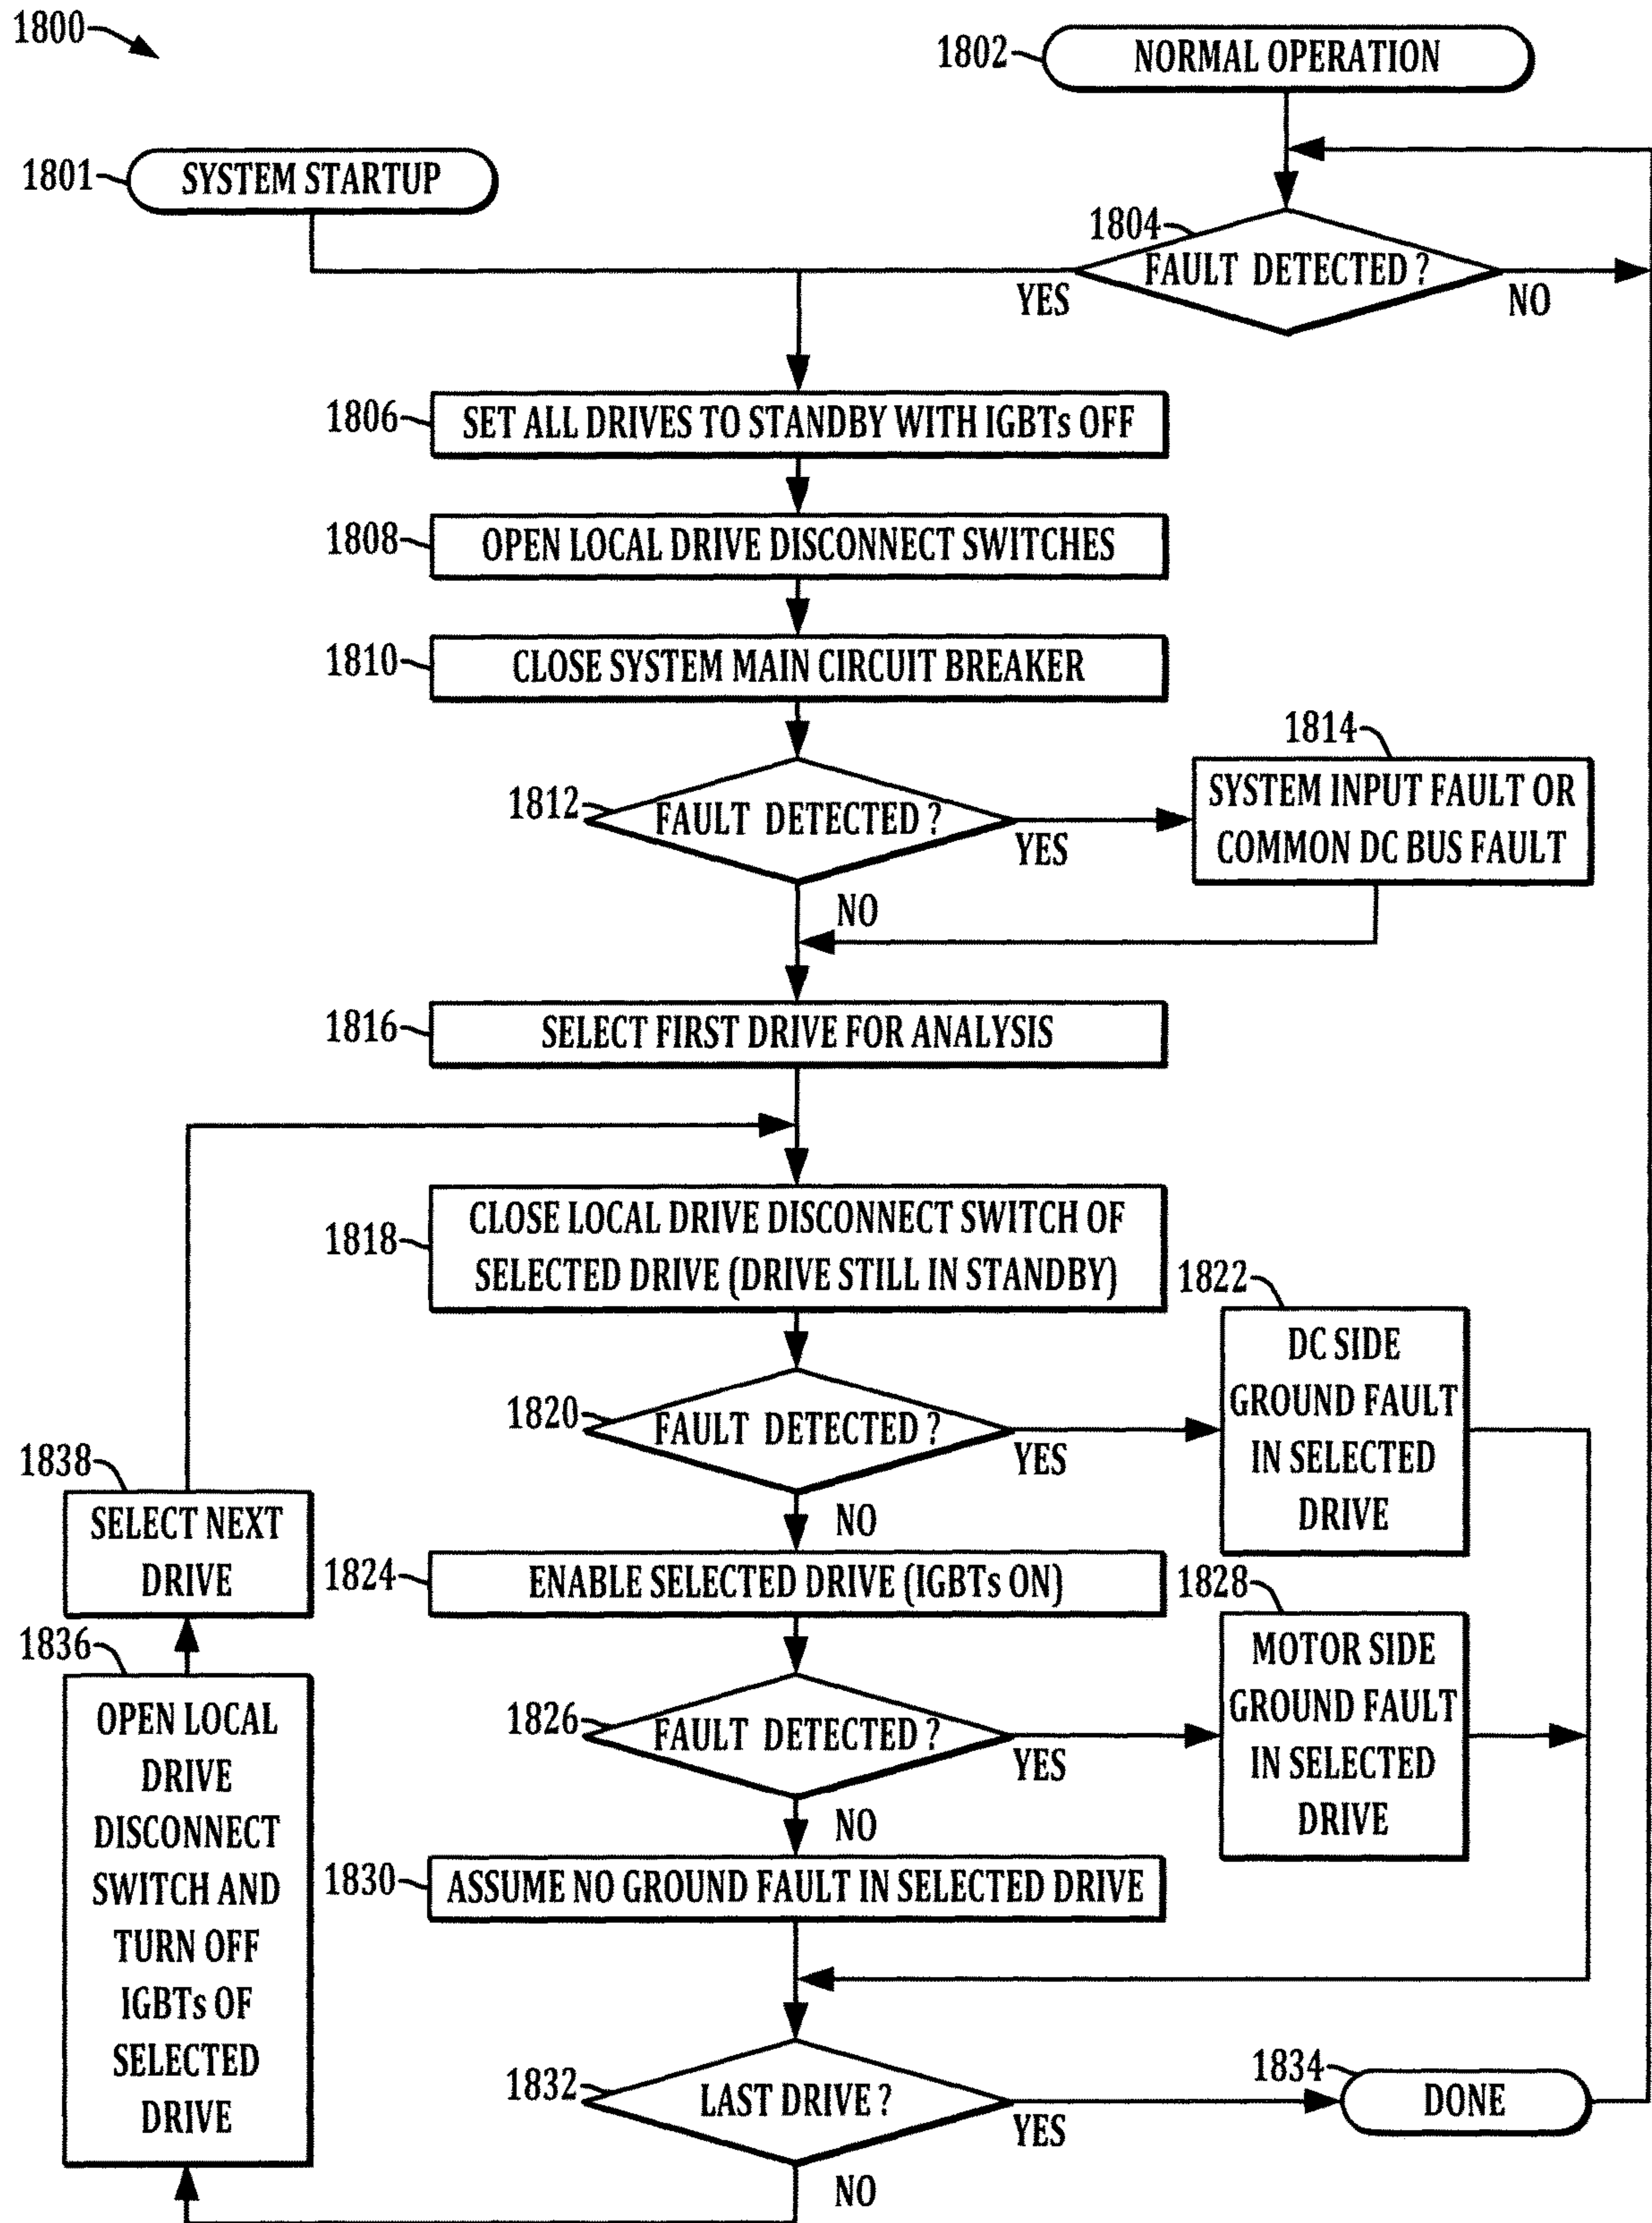 1800
1802
NORMAL OPERATION
1801
SYSTEM STARTUP
1804
FAULT DETECTED ?
YES
NO
1806
SET ALL DRIVES TO STANDBY WITH IGBTs OFF
1808
OPEN LOCAL DRIVE DISCONNECT SWITCHES
1810
CLOSE SYSTEM MAIN CIRCUIT BREAKER
1812
FAULT DETECTED ?
YES
NO
1814
SYSTEM INPUT FAULT OR
COMMON DC BUS FAULT
1816
SELECT FIRST DRIVE FOR ANALYSIS
1818
CLOSE LOCAL DRIVE DISCONNECT SWITCH OF
SELECTED DRIVE (DRIVE STILL IN STANDBY)
1820
FAULT DETECTED ?
YES
NO
1822
DC SIDE
GROUND FAULT
IN SELECTED
DRIVE
1824
ENABLE SELECTED DRIVE (IGBTs ON)
1826
FAULT DETECTED ?
YES
NO
1828
MOTOR SIDE
GROUND FAULT
IN SELECTED
DRIVE
1830
ASSUME NO GROUND FAULT IN SELECTED DRIVE
1832
LAST DRIVE ?
YES
NO
1834
DONE
1836
OPEN LOCAL
DRIVE
DISCONNECT
SWITCH AND
TURN OFF
IGBTs OF
SELECTED
DRIVE
1838
SELECT NEXT
DRIVE